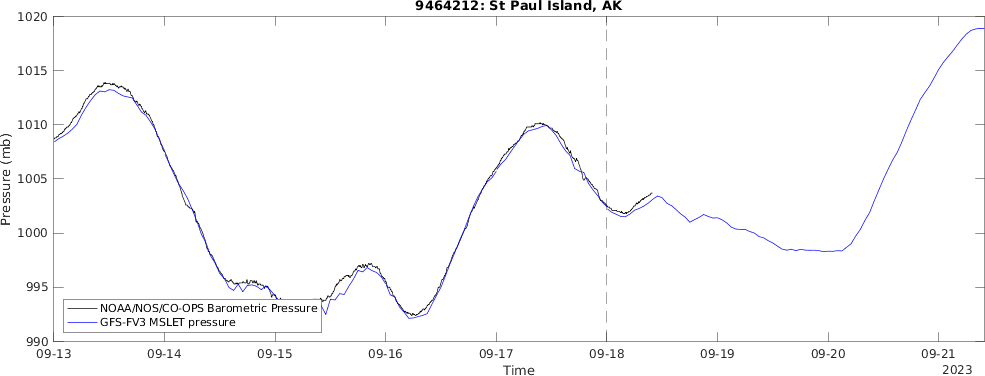 9464212: St Paul Island, AK
1020
1015
1010
1005
1000
995
990
Pressure (mb)
NOAA/NOS/CO-OPS Barometric Pressure
GFS-FV3 MSLET pressure
09-13 09-14 09-15 09-16 09-17 09-18 09-19 09-20 09-21
Time
2023